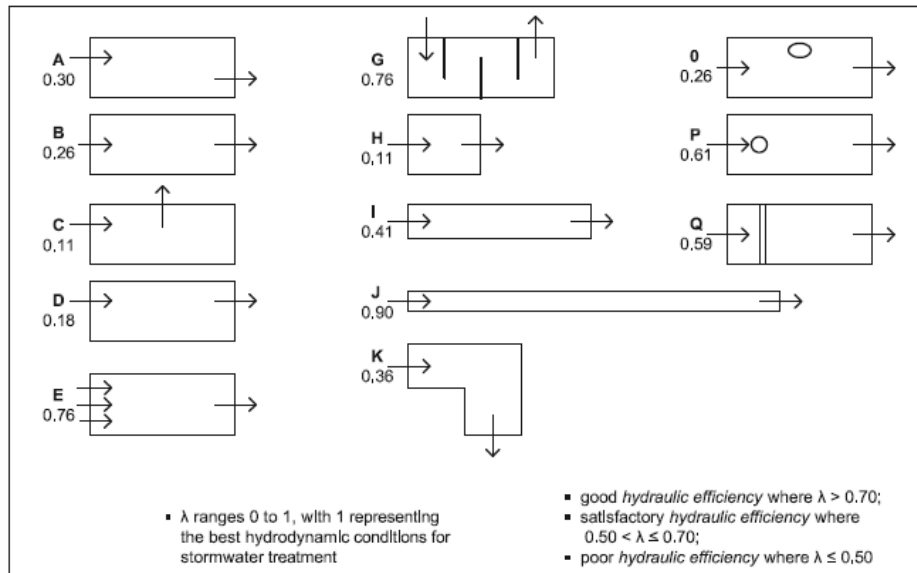 A
0.30
B
0.26
C
0.11
D
0.18
E
0.76
G
0.76
H
0.11
I
0.41
J
0.90
K
0.36
O
0.26
P
0.61
Q
0.59
▪ λ ranges 0 to 1, with 1 representing
the best hydrodynamic conditions for
stormwater treatment
▪ good hydraulic efficiency where λ > 0.70;
▪ satisfactory hydraulic efficiency where
0.50 < λ ≤ 0.70;
▪ poor hydraulic efficiency where λ ≤ 0.50